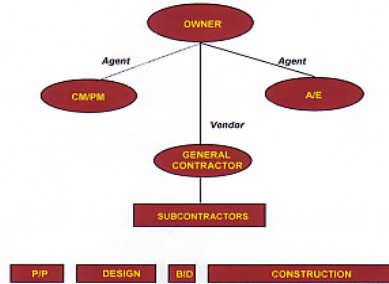 OWNER
Agent
Agent
CM/PM
A/E
Vendor
GENERAL
CONTRACTOR
SUBCONTRACTORS
P/P
DESIGN
BID
CONSTRUCTION